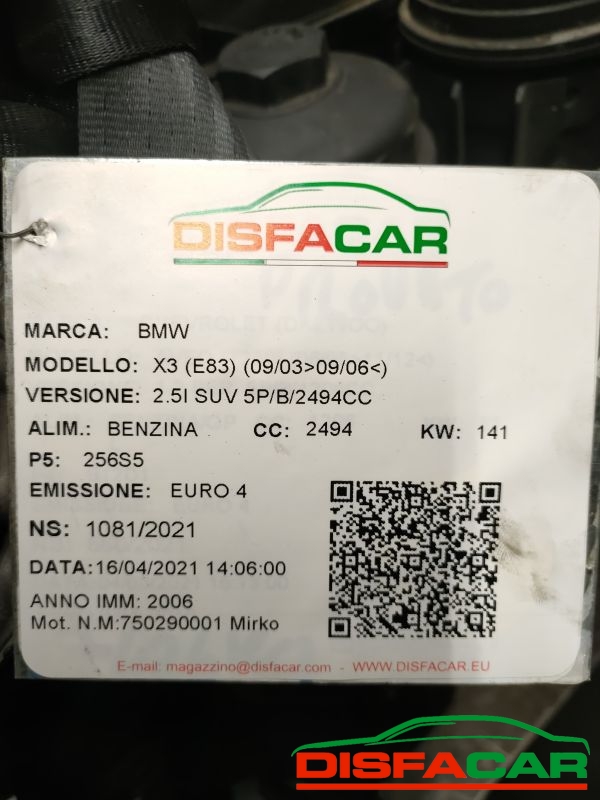 DISFACAR
MARCA: BMW
MODELLO: X3 (E83) (09/03>09/06<)
VERSIONE: 2.5I SUV 5P/B/2494CC
ALIM.: BENZINA CC: 2494 KW: 141
P5: 256S5
EMISSIONE: EURO 4
NS: 1081/2021
DATA:16/04/2021 14:06:00
ANNO IMM: 2006
Mot. N.M:750290001 Mirko
E-mail: magazzino@disfacar.com - WWW.DISFACAR.EU
DISFACAR